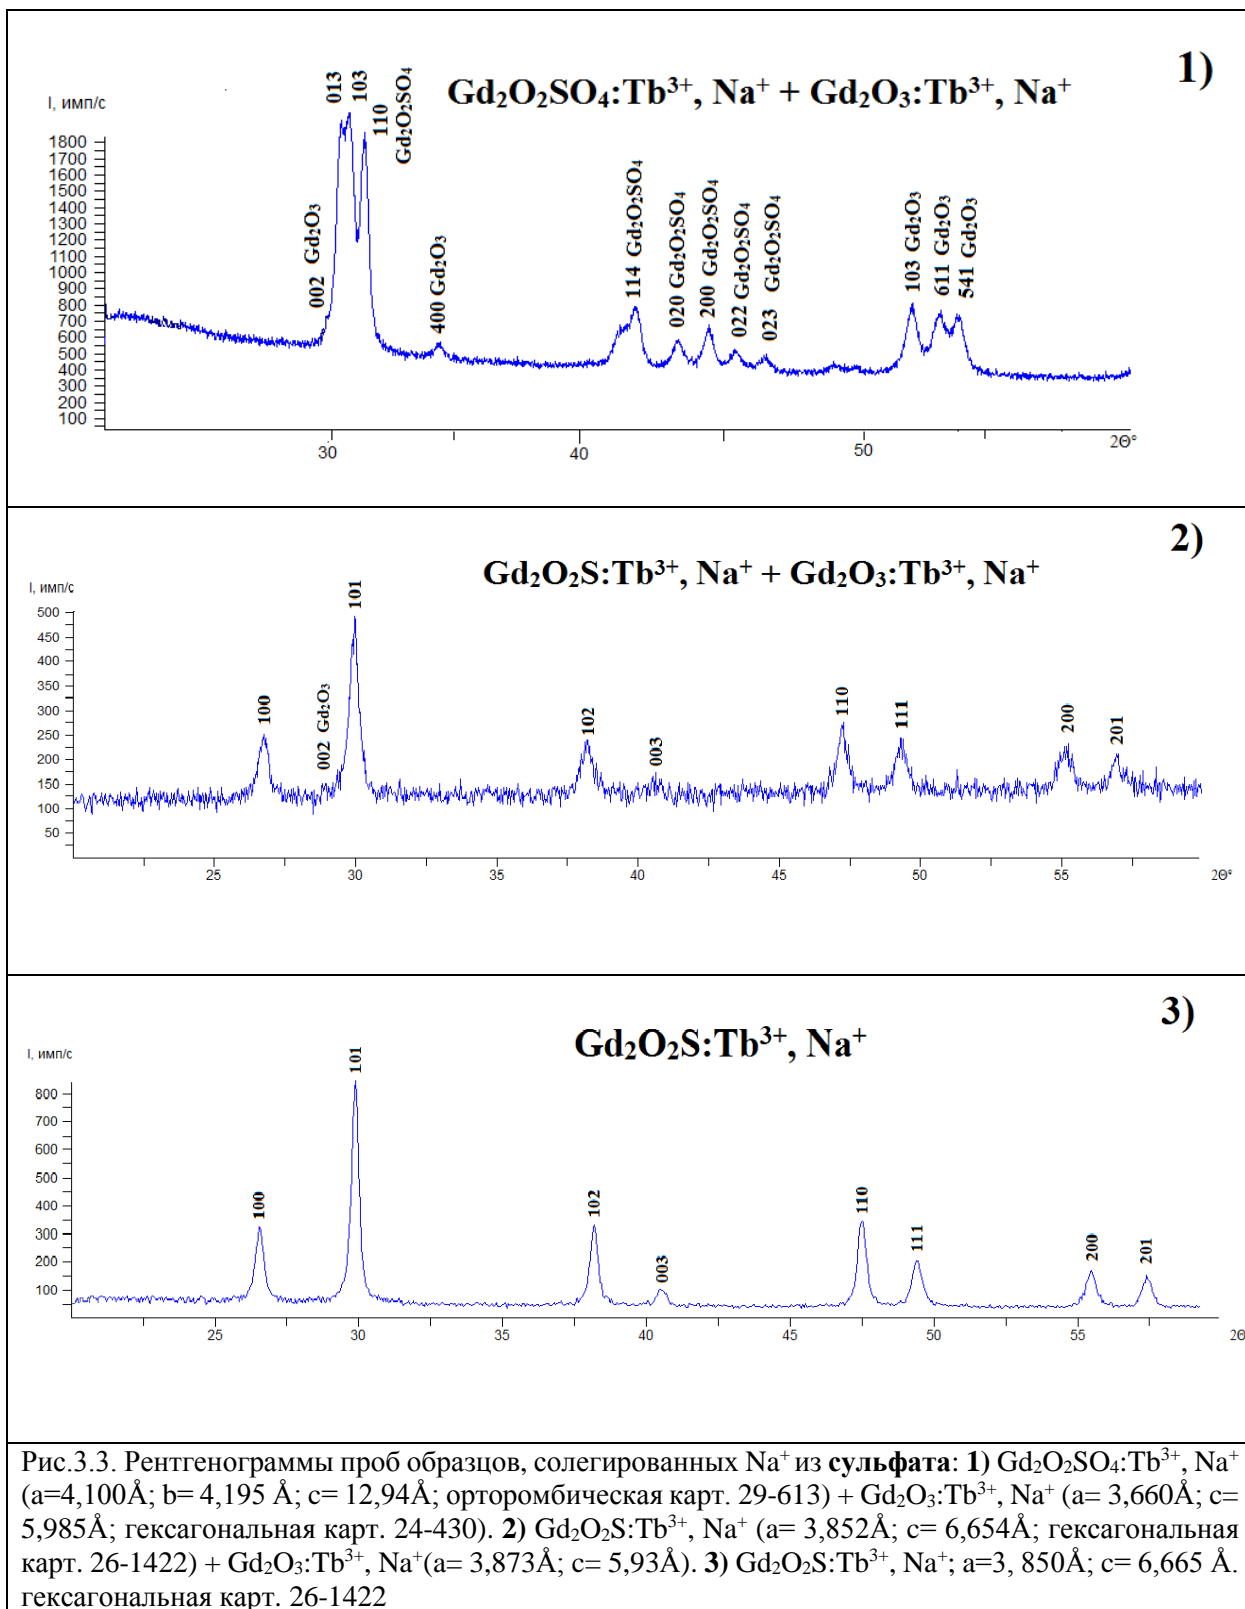 1)
Gd₂O₂SO₄:Tb³⁺, Na⁺ + Gd₂O₃:Tb³⁺, Na⁺
I, имп/с
1800
1700
1600
1500
1400
1300
1200
1100
1000
900
800
700
600
500
400
300
200
100
002 Gd₂O₃
013
103
110 Gd₂O₂SO₄
400 Gd₂O₃
114 Gd₂O₂SO₄
020 Gd₂O₂SO₄
200 Gd₂O₂SO₄
022 Gd₂O₂SO₄
023 Gd₂O₂SO₄
103 Gd₂O₃
611 Gd₂O₃
541 Gd₂O₃
30 40 50 2Θ°
2)
Gd₂O₂S:Tb³⁺, Na⁺ + Gd₂O₃:Tb³⁺, Na⁺
I, имп/с
500
450
400
350
300
250
200
150
100
50
100
002 Gd₂O₃
101
102
003
110
111
200
201
25 30 35 40 45 50 55 2Θ°
3)
Gd₂O₂S:Tb³⁺, Na⁺
I, имп/с
800
700
600
500
400
300
200
100
100
101
102
003
110
111
200
201
25 30 35 40 45 50 55 2Θ
Рис.3.3. Рентгенограммы проб образцов, солегированных Na⁺ из сульфата: 1) Gd₂O₂SO₄:Tb³⁺, Na⁺
(a=4,100Å; b= 4,195 Å; c= 12,94Å; орторомбическая карт. 29-613) + Gd₂O₃:Tb³⁺, Na⁺ (a= 3,660Å; c=
5,985Å; гексагональная карт. 24-430). 2) Gd₂O₂S:Tb³⁺, Na⁺ (a= 3,852Å; c= 6,654Å; гексагональная
карт. 26-1422) + Gd₂O₃:Tb³⁺, Na⁺(a= 3,873Å; c= 5,93Å). 3) Gd₂O₂S:Tb³⁺, Na⁺; a=3, 850Å; c= 6,665 Å.
гексагональная карт. 26-1422